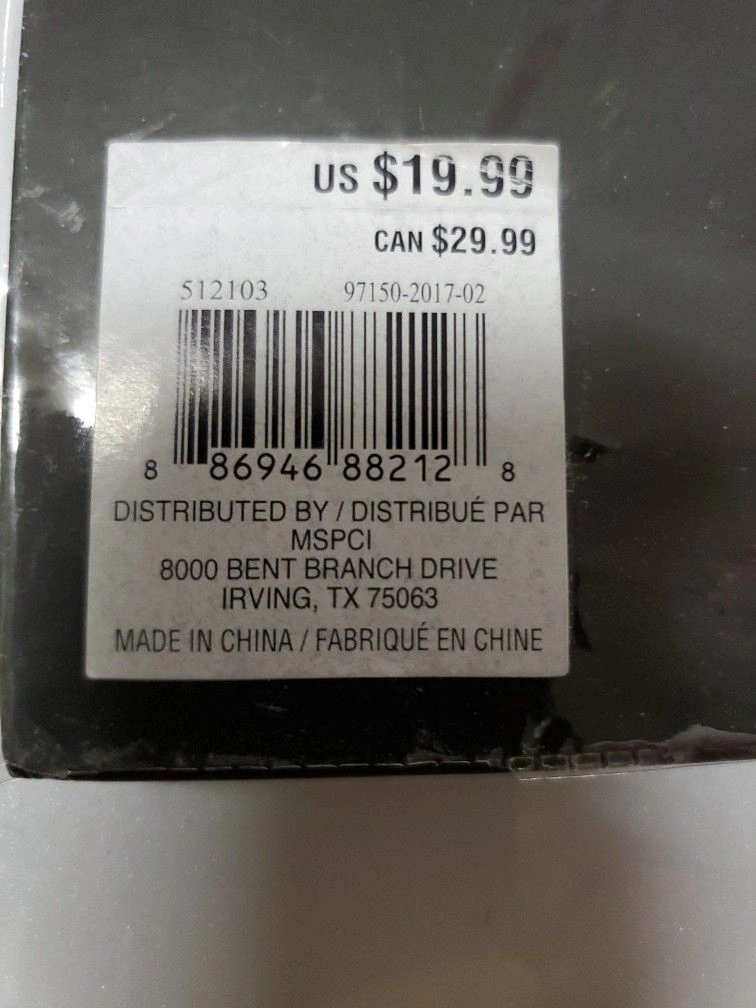 US $19.99
CAN $29.99
512103 97150-2017-02
8 86946 88212 8
DISTRIBUTED BY / DISTRIBUÉ PAR
MSPCI
8000 BENT BRANCH DRIVE
IRVING, TX 75063
MADE IN CHINA / FABRIQUÉ EN CHINE